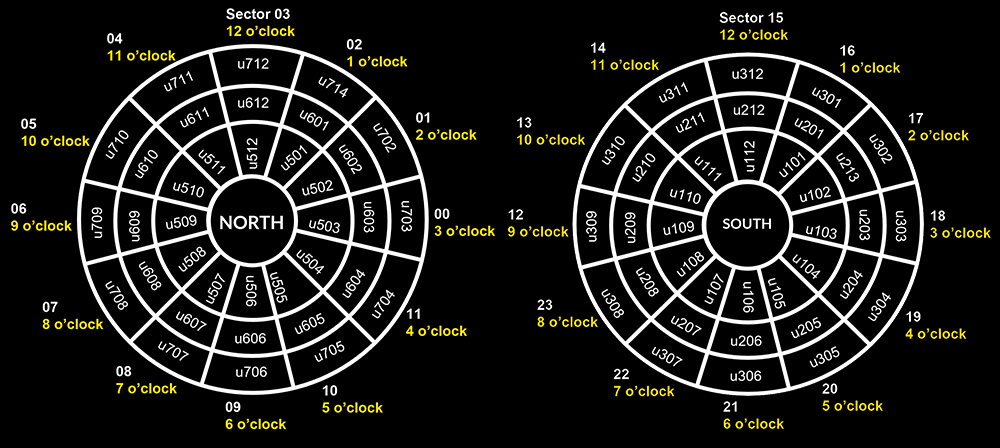 Sector 03
12 o'clock
04
11 o'clock
02
1 o'clock
05
10 o'clock
01
2 o'clock
06
9 o'clock
00
3 o'clock
07
8 o'clock
11
4 o'clock
08
7 o'clock
10
5 o'clock
09
6 o'clock
u712
u714
u702
u703
u704
u705
u706
u707
u708
u709
u710
u711
u612
u601
u602
u603
u604
u605
u606
u607
u608
u609
u610
u611
u512
u501
u502
u503
u504
u505
u506
u507
u508
u509
u510
u511
NORTH
Sector 15
12 o'clock
14
11 o'clock
16
1 o'clock
13
10 o'clock
17
2 o'clock
12
9 o'clock
18
3 o'clock
23
8 o'clock
19
4 o'clock
22
7 o'clock
20
5 o'clock
21
6 o'clock
u312
u301
u302
u303
u304
u305
u306
u307
u308
u309
u310
u311
u212
u201
u213
u203
u204
u205
u206
u207
u208
u209
u210
u211
u112
u101
u102
u103
u104
u105
u106
u107
u108
u109
u110
u111
SOUTH